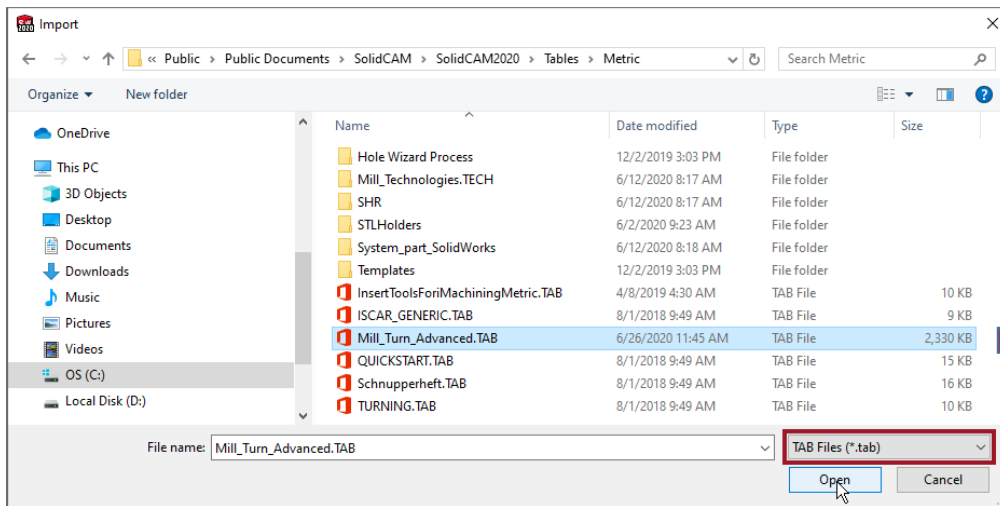 2020 Import
« Public > Public Documents > SolidCAM > SolidCAM2020 > Tables > Metric Search Metric
Organize New folder
Name Date modified Type Size
OneDrive
This PC
3D Objects
Desktop
Documents
Downloads
Music
Pictures
Videos
OS (C:)
Local Disk (D:)
Hole Wizard Process 12/2/2019 3:03 PM File folder
Mill_Technologies.TECH 6/12/2020 8:17 AM File folder
SHR 6/12/2020 8:17 AM File folder
STLHolders 6/2/2020 9:23 AM File folder
System_part_SolidWorks 6/12/2020 8:18 AM File folder
Templates 12/2/2019 3:03 PM File folder
InsertToolsForiMachiningMetric.TAB 4/8/2019 4:30 AM TAB File 10 KB
ISCAR_GENERIC.TAB 8/1/2018 9:49 AM TAB File 9 KB
Mill_Turn_Advanced.TAB 6/26/2020 11:45 AM TAB File 2,330 KB
QUICKSTART.TAB 8/1/2018 9:49 AM TAB File 15 KB
Schnupperheft.TAB 8/1/2018 9:49 AM TAB File 16 KB
TURNING.TAB 8/1/2018 9:49 AM TAB File 10 KB
File name: Mill_Turn_Advanced.TAB TAB Files (*.tab)
Open Cancel